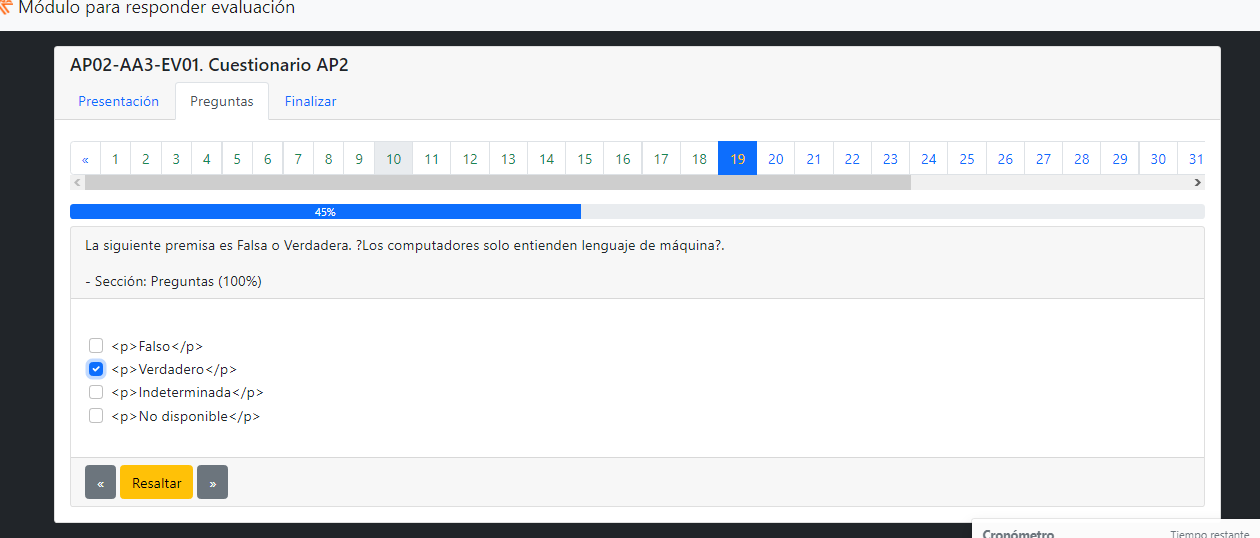 Módulo para responder evaluación
AP02-AA3-EV01. Cuestionario AP2
Presentación Preguntas Finalizar
« 1 2 3 4 5 6 7 8 9 10 11 12 13 14 15 16 17 18 19 20 21 22 23 24 25 26 27 28 29 30 31
45%
La siguiente premisa es Falsa o Verdadera. ?Los computadores solo entienden lenguaje de máquina?.
- Sección: Preguntas (100%)
<p>Falso</p>
<p>Verdadero</p>
<p>Indeterminada</p>
<p>No disponible</p>
« Resaltar »
Cronómetro Tiempo restante